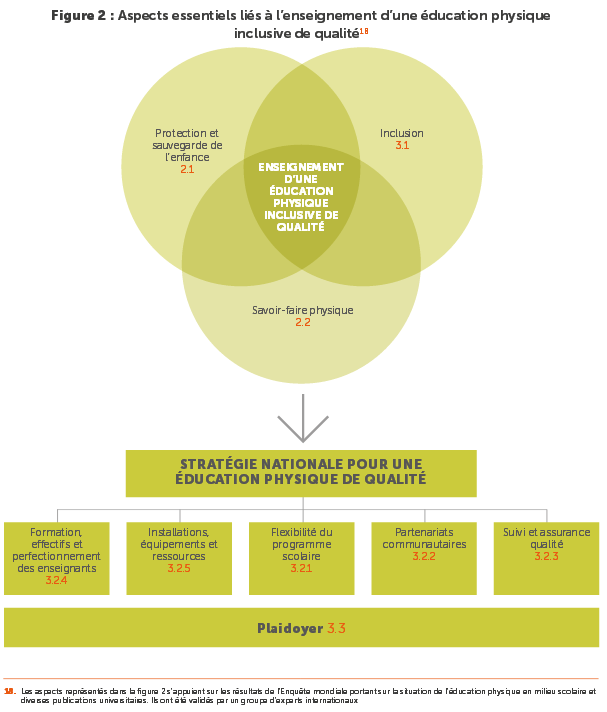 Figure 2 : Aspects essentiels liés à l'enseignement d'une éducation physique
inclusive de qualité
Protection et
sauvegarde de
l'enfance
2.1
Inclusion
3.1
ENSEIGNEMENT
D'UNE
ÉDUCATION
PHYSIQUE
INCLUSIVE DE
QUALITÉ
Savoir-faire physique
2.2
STRATÉGIE NATIONALE POUR UNE
ÉDUCATION PHYSIQUE DE QUALITÉ
Formation,
effectifs et
perfectionnement
des enseignants
3.2.4
Installations,
équipements et
ressources
3.2.5
Flexibilité du
programme
scolaire
3.2.1
Partenariats
communautaires
3.2.2
Suivi et assurance
qualité
3.2.3
Plaidoyer 3.3
Les aspects représentés dans la figure 2 s'appuient sur les résultats de l'Enquête mondiale portant sur la situation de l'éducation physique en milieu scolaire et
diverses publications universitaires. Ils ont été validés par un groupe d'experts internationaux